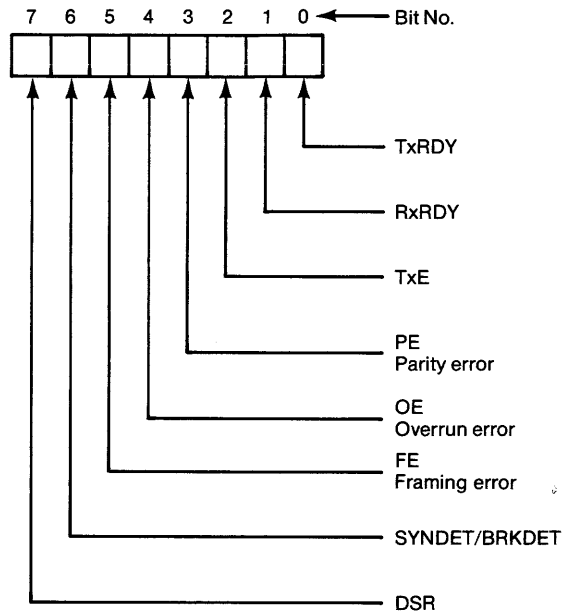 7 6 5 4 3 2 1 0 Bit No.
TxRDY
RxRDY
TxE
PE
Parity error
OE
Overrun error
FE
Framing error
SYNDET/BRKDET
DSR